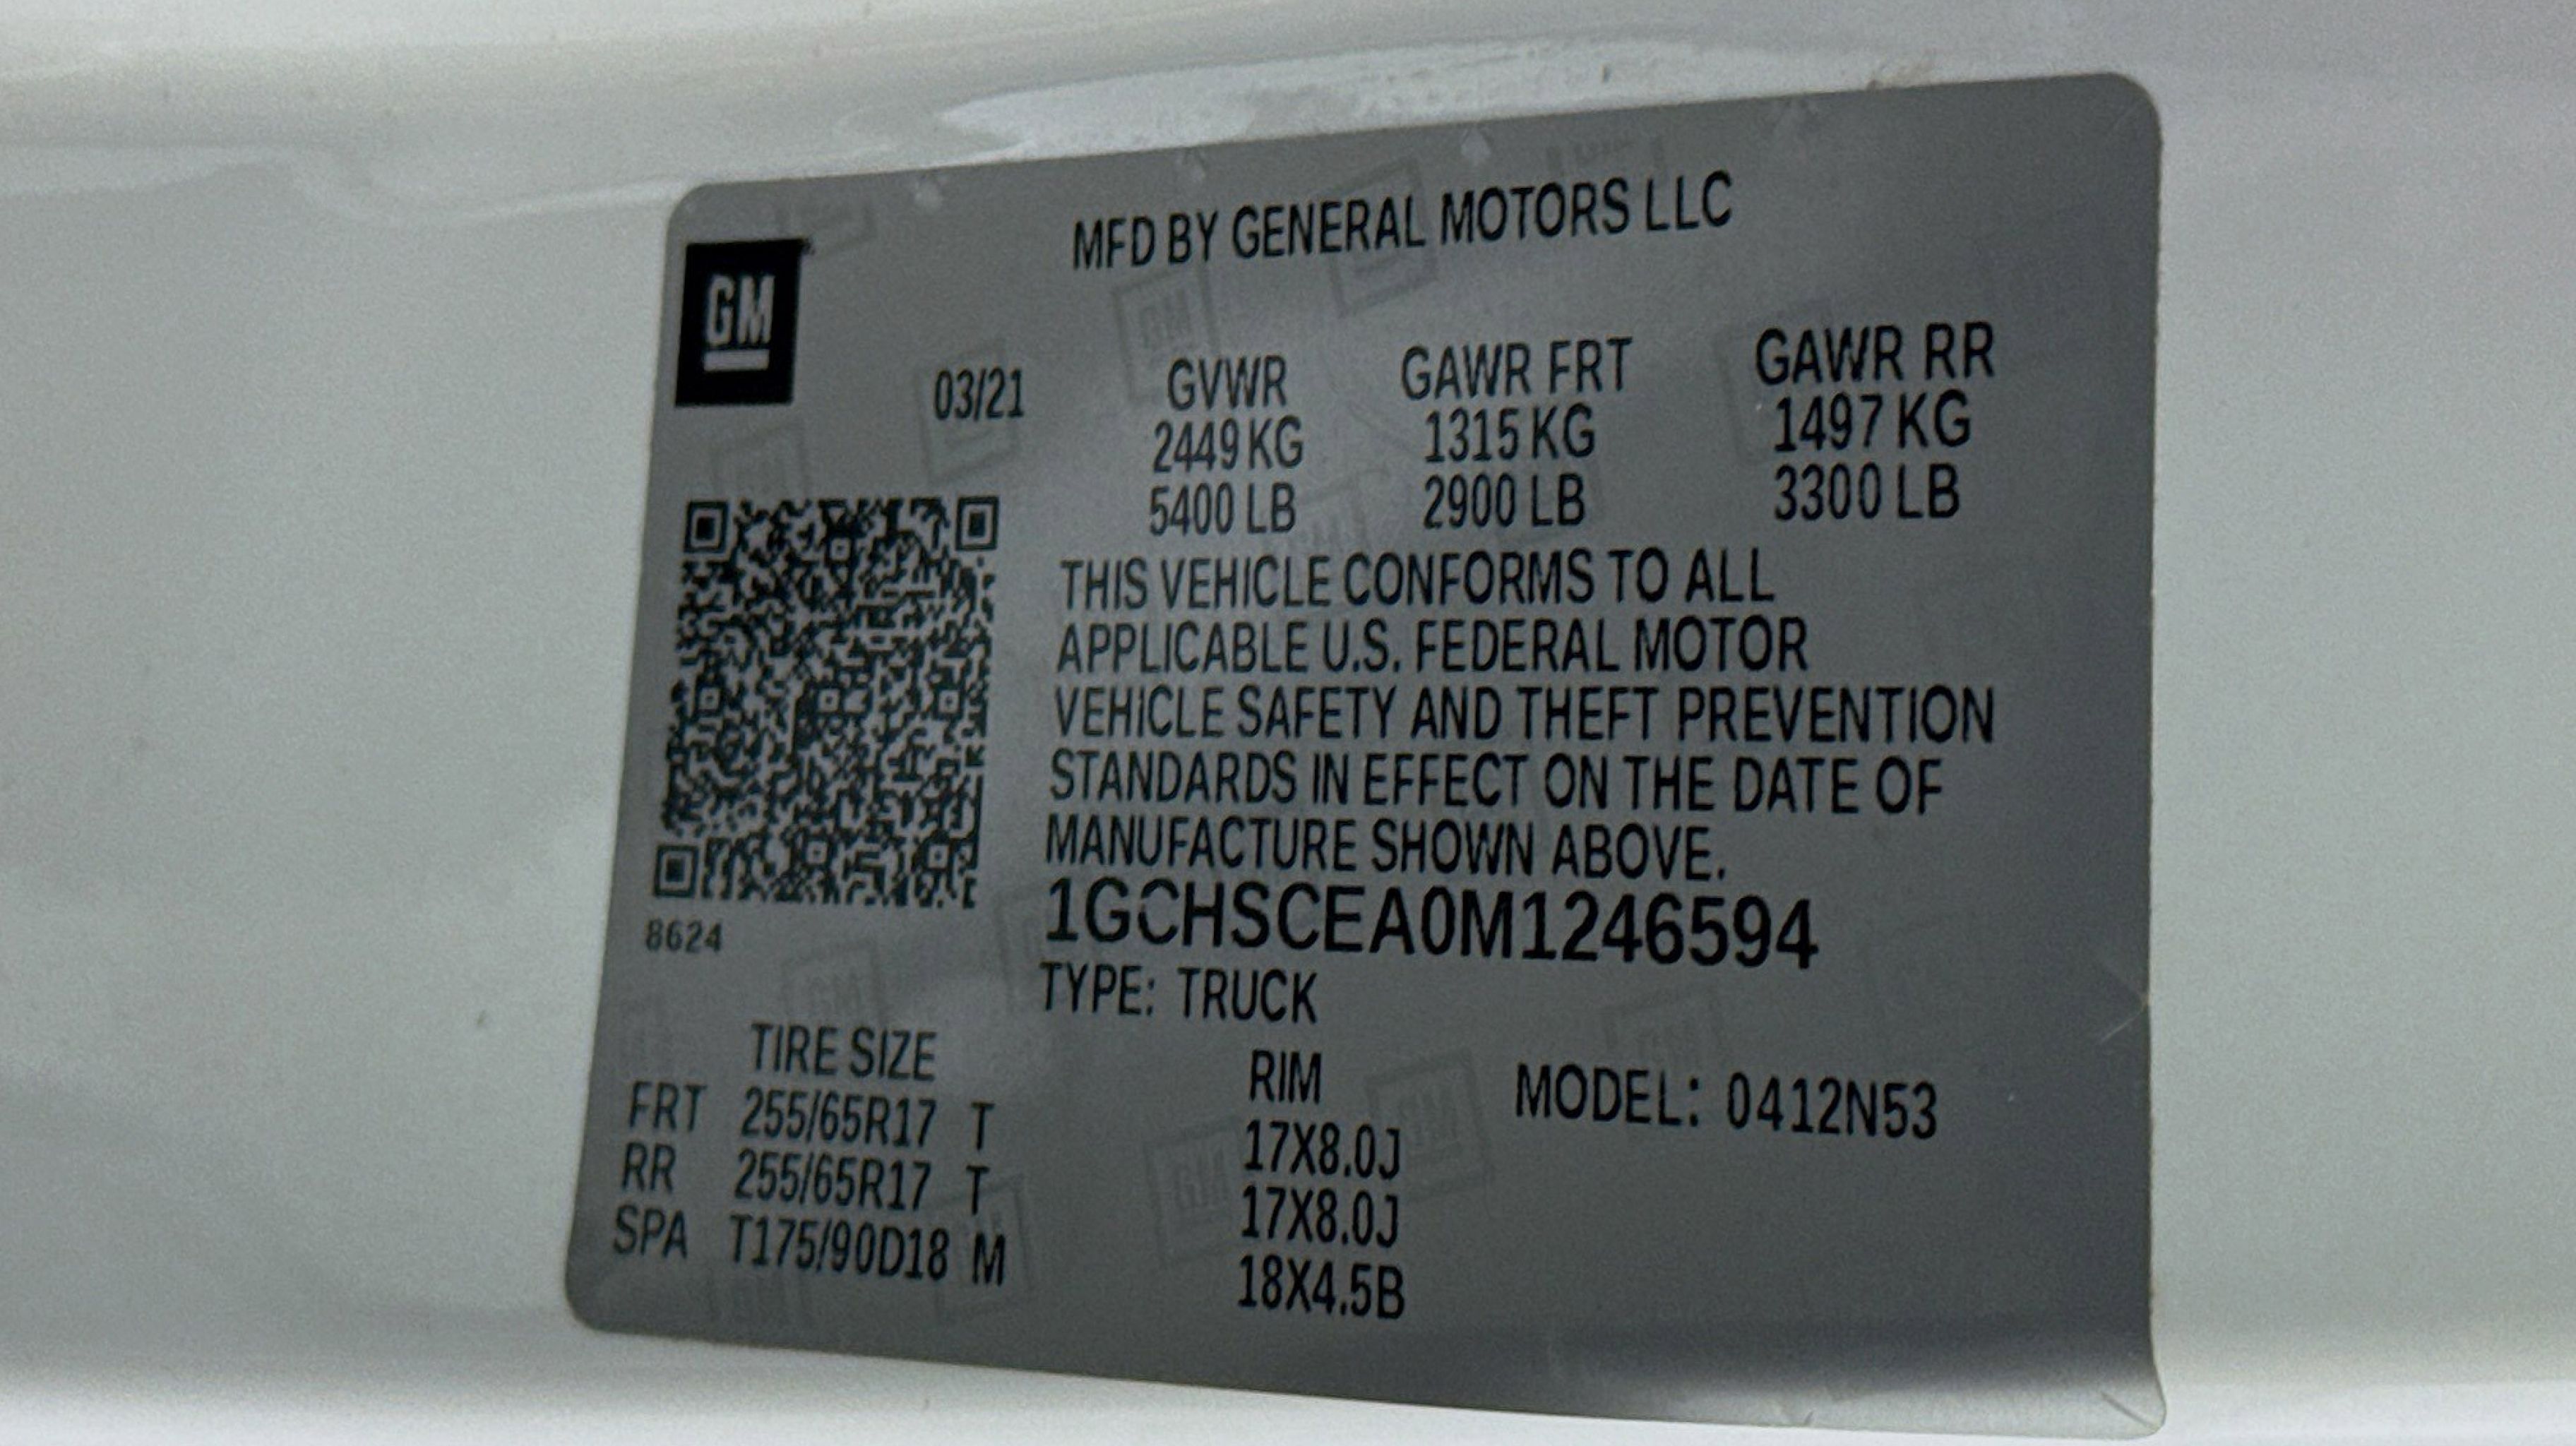 MFD BY GENERAL MOTORS LLC
GM
03/21 GVWR GAWR FRT GAWR RR
2449 KG 1315 KG 1497 KG
5400 LB 2900 LB 3300 LB
THIS VEHICLE CONFORMS TO ALL
APPLICABLE U.S. FEDERAL MOTOR
VEHICLE SAFETY AND THEFT PREVENTION
STANDARDS IN EFFECT ON THE DATE OF
MANUFACTURE SHOWN ABOVE.
8624
1GCHSCEA0M1246594
TYPE: TRUCK
TIRE SIZE RIM MODEL: 0412N53
FRT 255/65R17 T 17X8.0J
RR 255/65R17 T 17X8.0J
SPA T175/90D18 M 18X4.5B